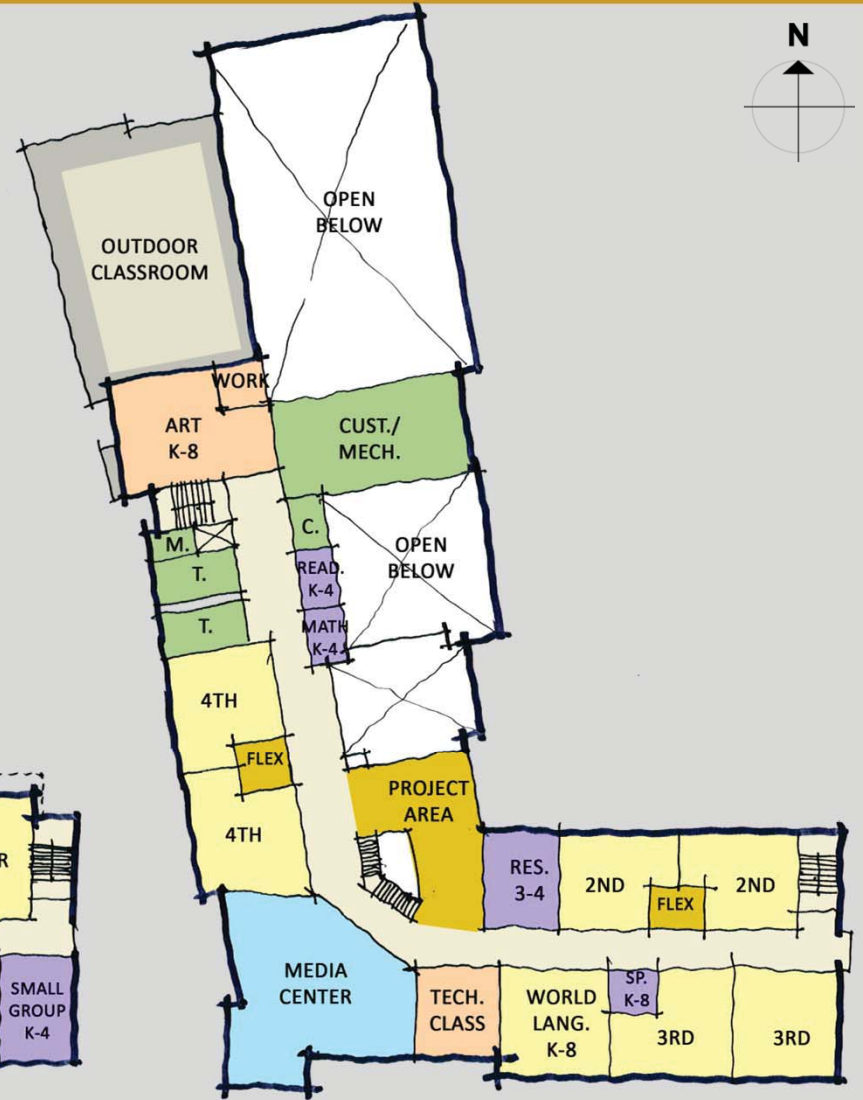 N
OPEN
BELOW
OUTDOOR
CLASSROOM
WORK
ART
K-8
CUST./
MECH.
C.
M.
OPEN
BELOW
T.
READ.
K-4
T.
MATH
K-4
4TH
FLEX
PROJECT
AREA
4TH
R
RES.
3-4
2ND
FLEX
2ND
MEDIA
CENTER
TECH.
CLASS
WORLD
LANG.
K-8
SP.
K-8
3RD
3RD
SMALL
GROUP
K-4